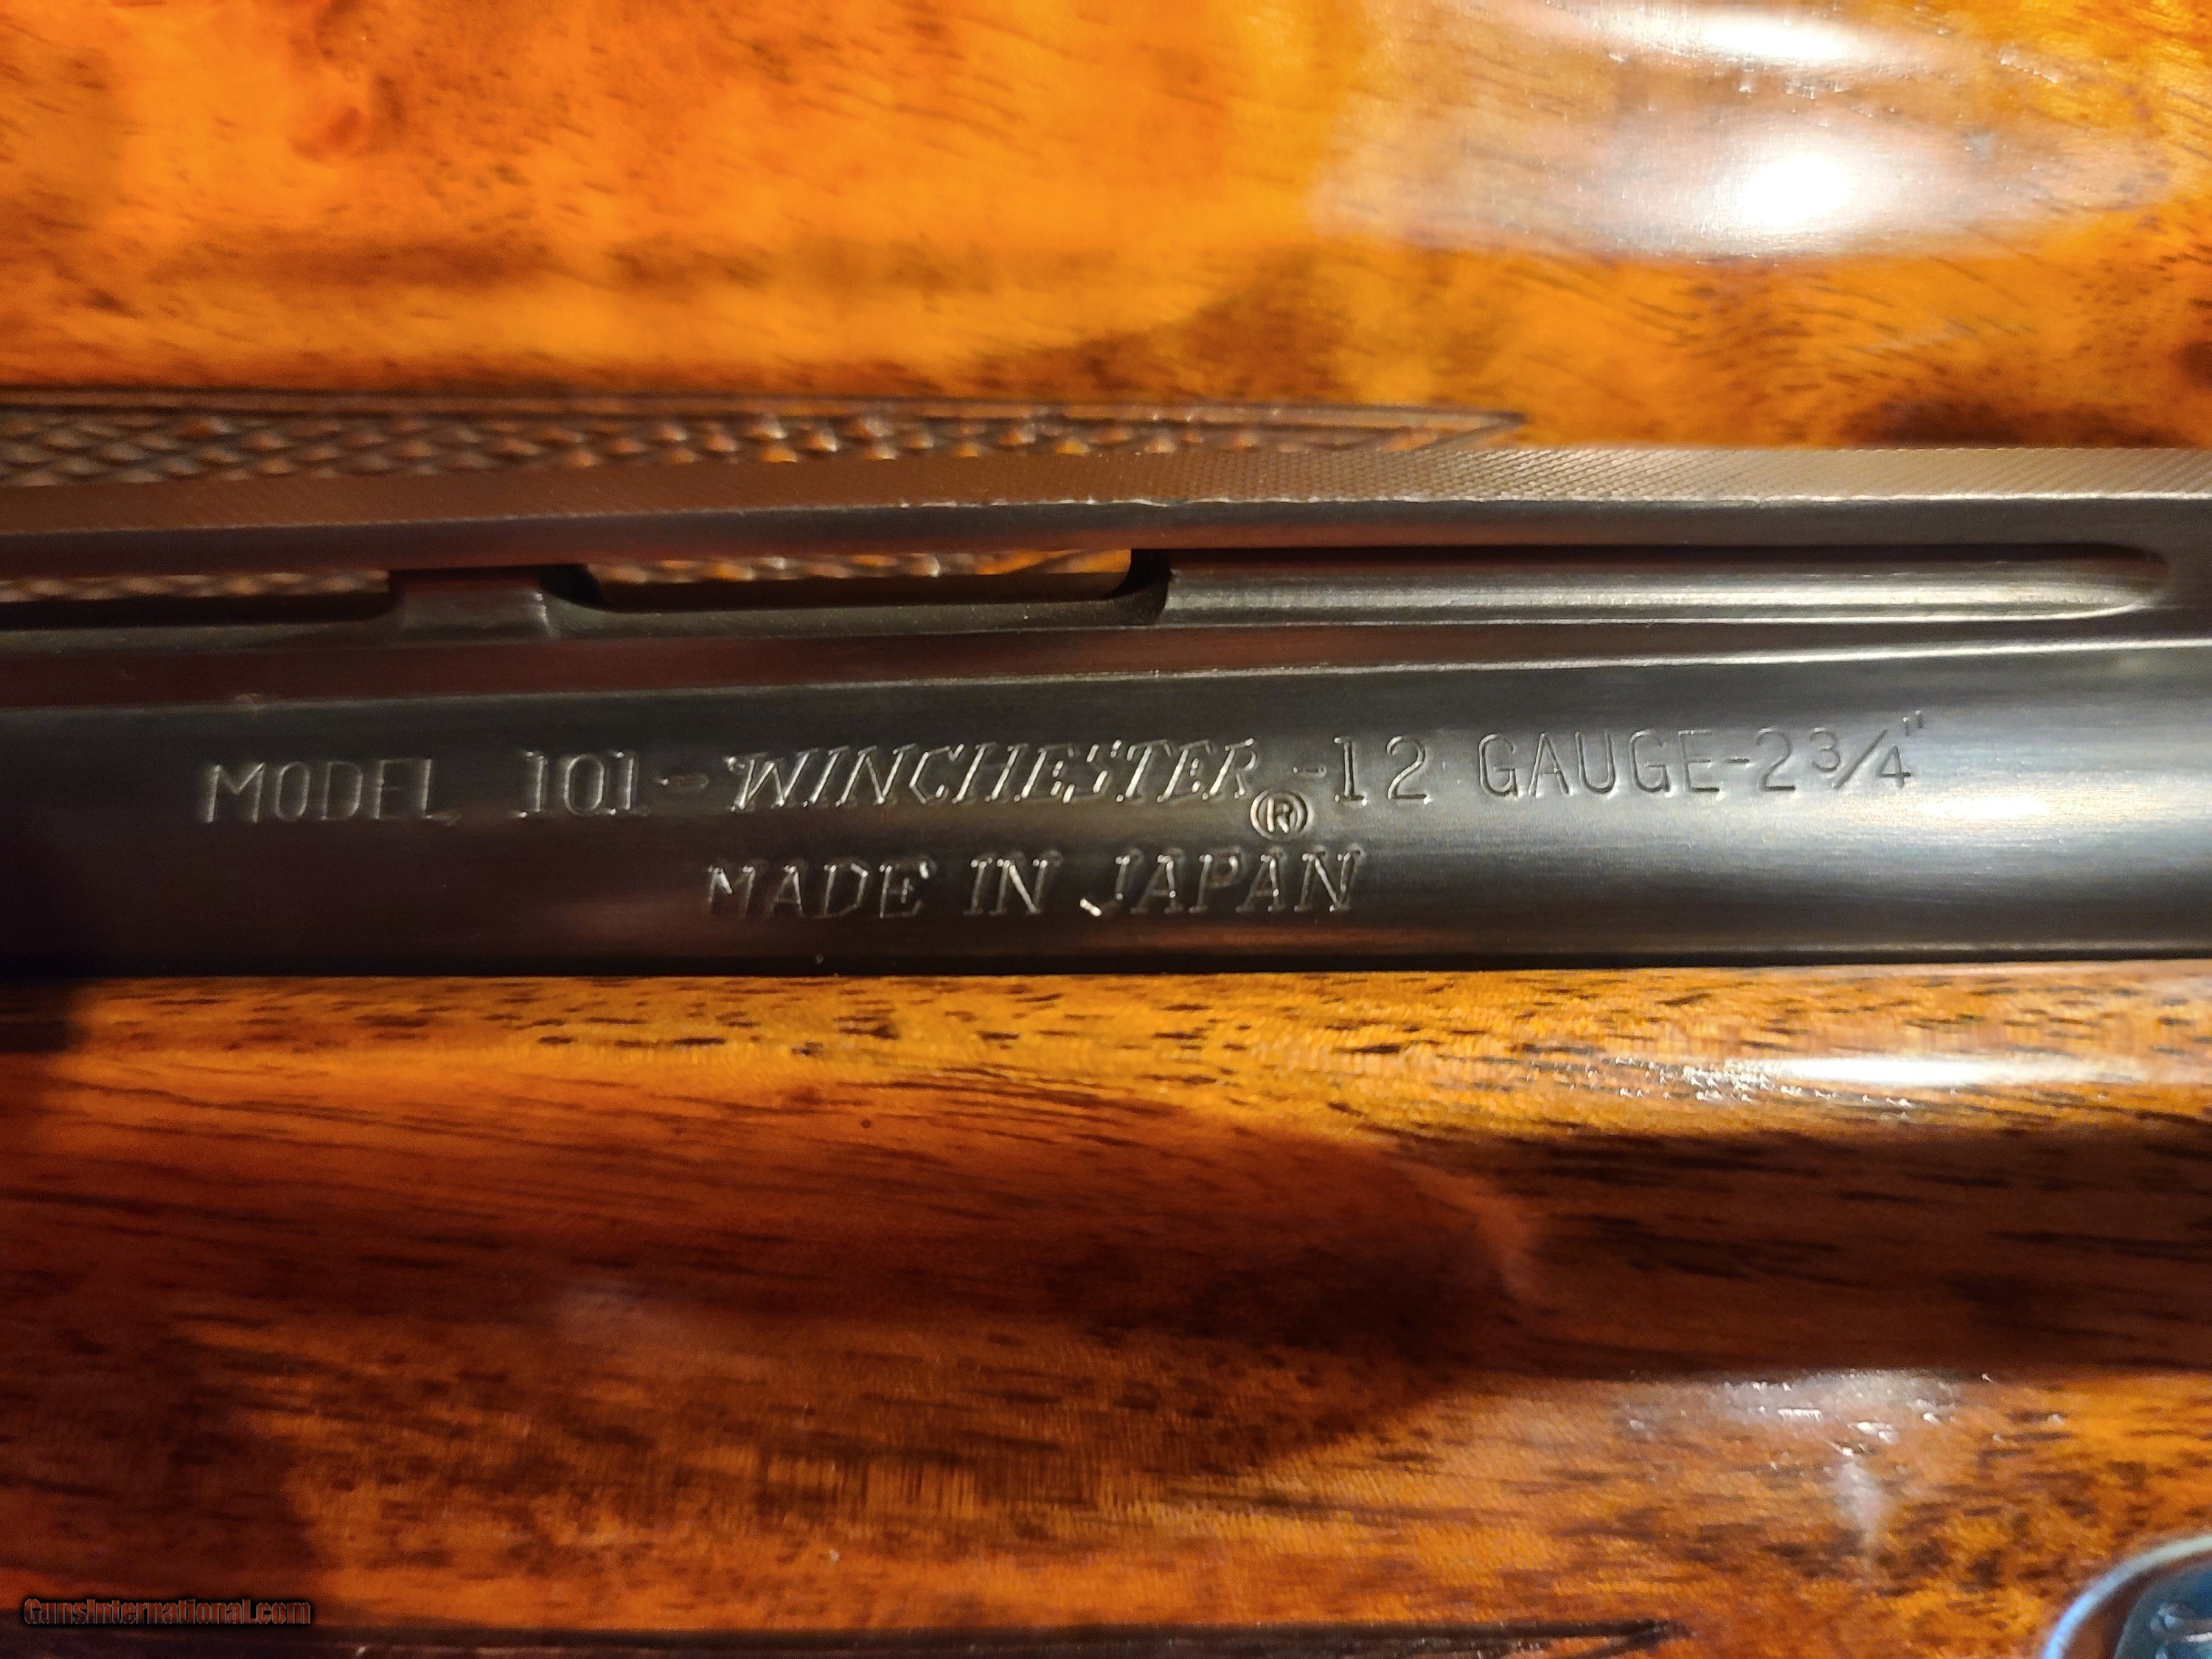 MODEL 101-WINCHESTER®-12 GAUGE-2 3/4"
MADE IN JAPAN
GunsInternational.com